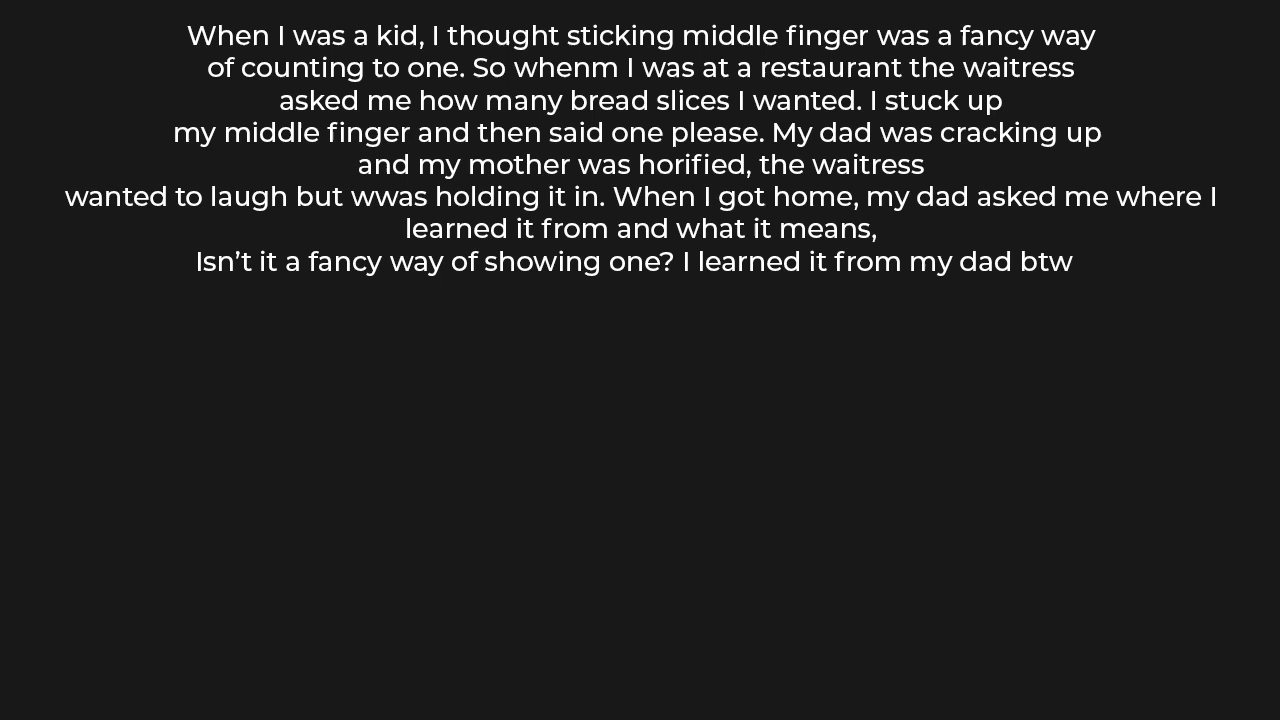 When I was a kid, I thought sticking middle finger was a fancy way
of counting to one. So whenm I was at a restaurant the waitress
asked me how many bread slices I wanted. I stuck up
my middle finger and then said one please. My dad was cracking up
and my mother was horified, the waitress
wanted to laugh but wwas holding it in. When I got home, my dad asked me where I
learned it from and what it means,
Isn’t it a fancy way of showing one? I learned it from my dad btw